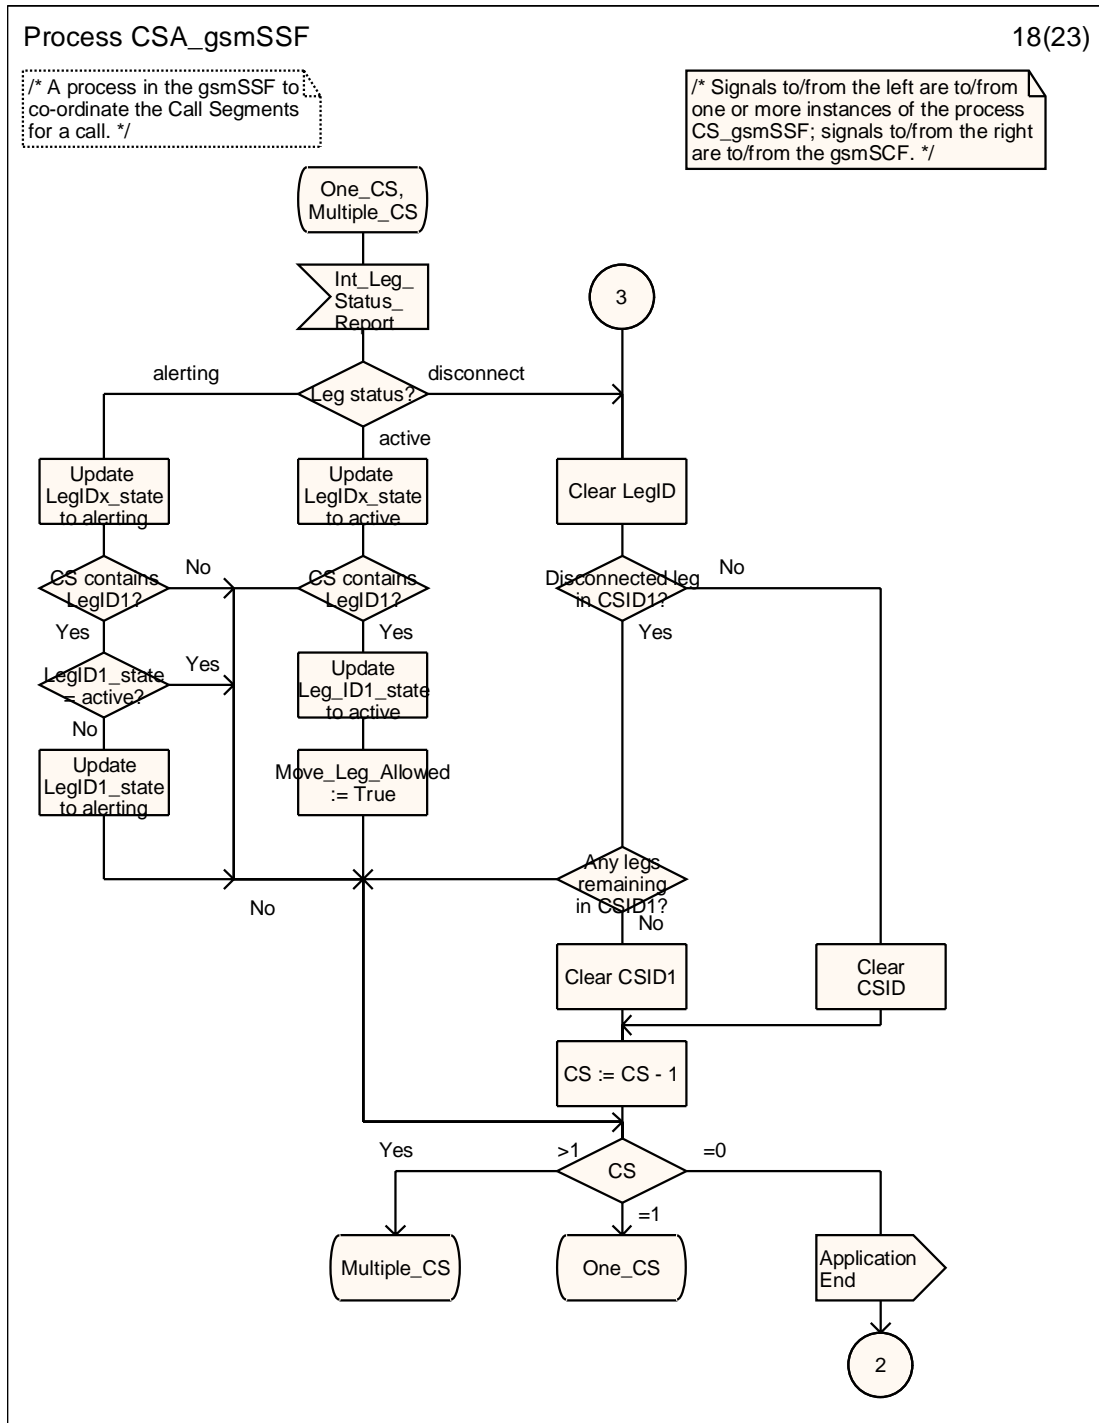 Process CSA_gsmSSF
18(23)
/* A process in the gsmSSF to
co-ordinate the Call Segments
for a call. */
/* Signals to/from the left are to/from
one or more instances of the process
CS_gsmSSF; signals to/from the right
are to/from the gsmSCF. */
One_CS,
Multiple_CS
Int_Leg_
Status_
Report
3
alerting
Leg status?
disconnect
active
Update
LegIDx_state
to alerting
Update
LegIDx_state
to active
Clear LegID
CS contains
LegID1?
No
CS contains
LegID1?
Disconnected leg
in CSID1?
No
Yes
Yes
Yes
LegID1_state
= active?
Yes
Update
Leg_ID1_state
to active
No
Update
LegID1_state
to alerting
Move_Leg_Allowed
:= True
Any legs
remaining
in CSID1?
No
No
Clear CSID1
Clear
CSID
CS := CS - 1
Yes
>1
CS
=0
=1
Multiple_CS
One_CS
Application
End
2